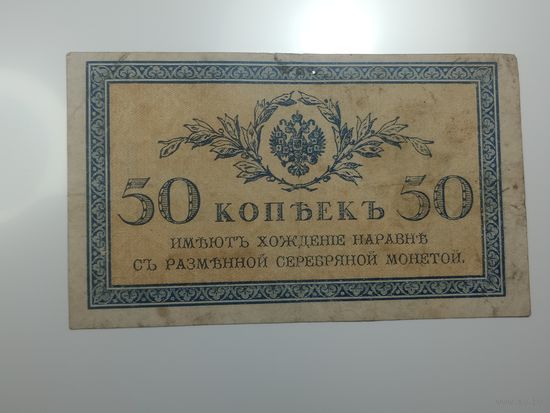 50 КОПѢЕКЪ 50
ИМѢЮТЪ ХОЖДЕНІЕ НАРАВНѢ
СЪ РАЗМѢННОЙ СЕРЕБРЯНОЙ МОНЕТОЙ.